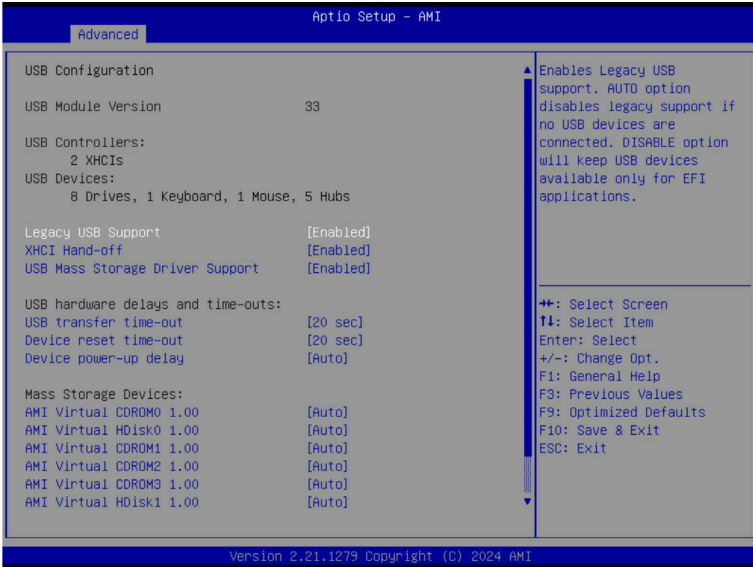 Aptio Setup - AMI
Advanced
USB Configuration
USB Module Version 33
USB Controllers:
2 XHCIs
USB Devices:
8 Drives, 1 Keyboard, 1 Mouse, 5 Hubs
Legacy USB Support [Enabled]
XHCI Hand-off [Enabled]
USB Mass Storage Driver Support [Enabled]
USB hardware delays and time-outs:
USB transfer time-out [20 sec]
Device reset time-out [20 sec]
Device power-up delay [Auto]
Mass Storage Devices:
AMI Virtual CDROM0 1.00 [Auto]
AMI Virtual HDisk0 1.00 [Auto]
AMI Virtual CDROM1 1.00 [Auto]
AMI Virtual CDROM2 1.00 [Auto]
AMI Virtual CDROM3 1.00 [Auto]
AMI Virtual HDisk1 1.00 [Auto]
Enables Legacy USB
support. AUTO option
disables legacy support if
no USB devices are
connected. DISABLE option
will keep USB devices
available only for EFI
applications.
→←: Select Screen
↑↓: Select Item
Enter: Select
+/-: Change Opt.
F1: General Help
F3: Previous Values
F9: Optimized Defaults
F10: Save & Exit
ESC: Exit
Version 2.21.1279 Copyright (C) 2024 AMI